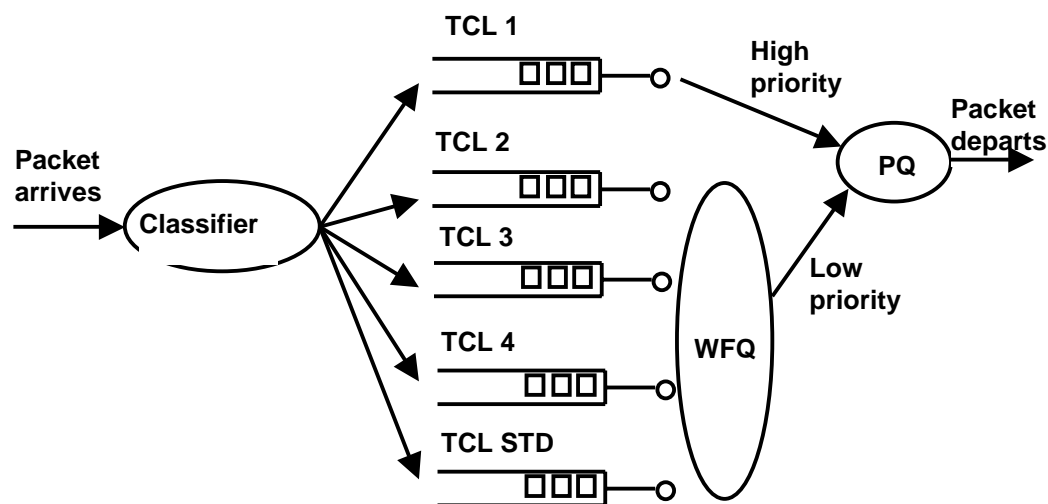 TCL 1
High
priority
Packet
departs
TCL 2
Packet
arrives
PQ
Classifier
TCL 3
Low
priority
TCL 4
WFQ
TCL STD